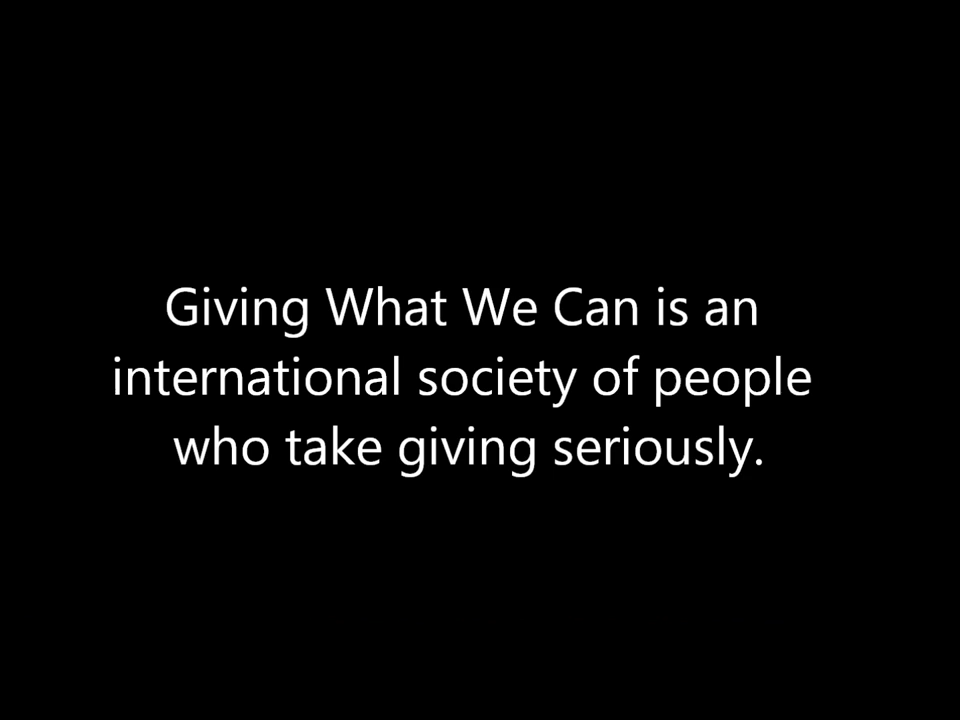 Giving What We Can is an
international society of people
who take giving seriously.